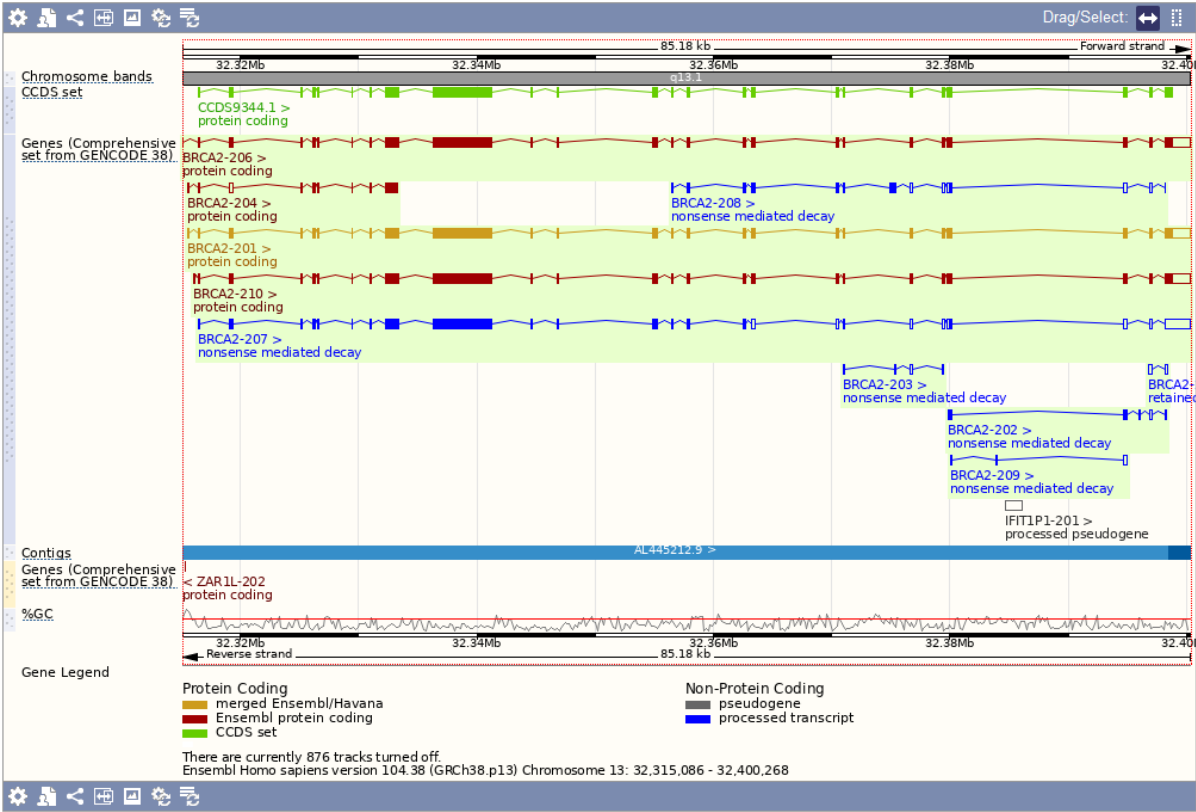 Drag/Select:
85.18 kb
Forward strand
32.32Mb 32.34Mb 32.36Mb 32.38Mb 32.40
Chromosome bands
q13.1
CCDS set
CCDS9344.1 >
protein coding
Genes (Comprehensive
set from GENCODE 38)
BRCA2-206 >
protein coding
BRCA2-204 >
protein coding
BRCA2-208 >
nonsense mediated decay
BRCA2-201 >
protein coding
BRCA2-210 >
protein coding
BRCA2-207 >
nonsense mediated decay
BRCA2-203 >
nonsense mediated decay
BRCA2-
retained
BRCA2-202 >
nonsense mediated decay
BRCA2-209 >
nonsense mediated decay
IFIT1P1-201 >
processed pseudogene
Contigs
AL445212.9 >
Genes (Comprehensive
set from GENCODE 38)
< ZAR1L-202
protein coding
%GC
32.32Mb 32.34Mb 32.36Mb 32.38Mb 32.40
Reverse strand
85.18 kb
Gene Legend
Protein Coding
merged Ensembl/Havana
Ensembl protein coding
CCDS set
Non-Protein Coding
pseudogene
processed transcript
There are currently 876 tracks turned off.
Ensembl Homo sapiens version 104.38 (GRCh38.p13) Chromosome 13: 32,315,086 - 32,400,268